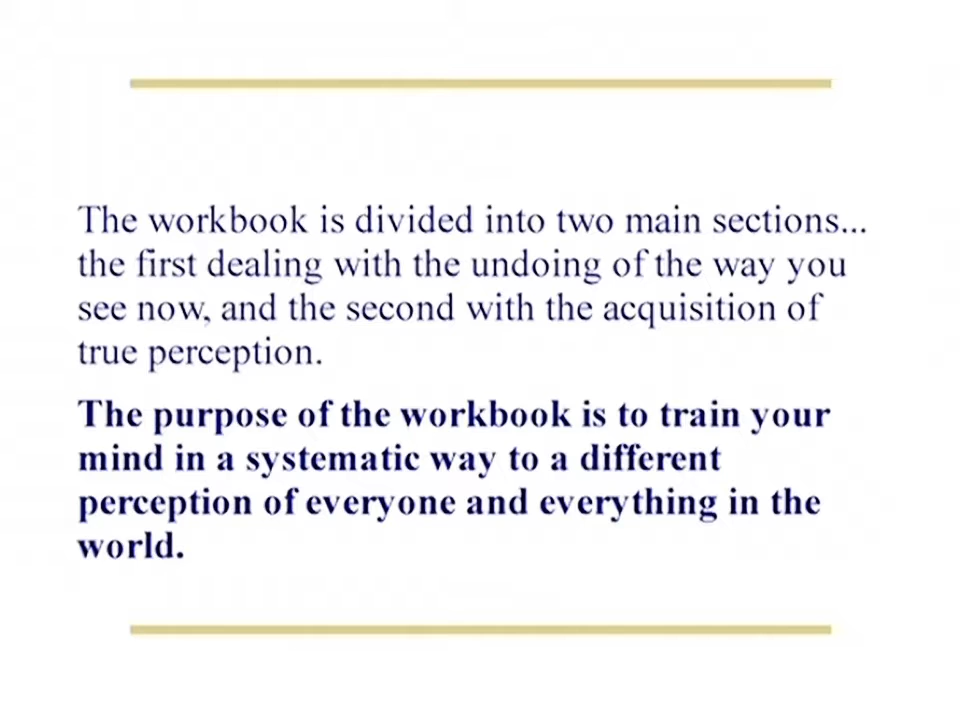 The workbook is divided into two main sections...
the first dealing with the undoing of the way you
see now, and the second with the acquisition of
true perception.
The purpose of the workbook is to train your
mind in a systematic way to a different
perception of everyone and everything in the
world.